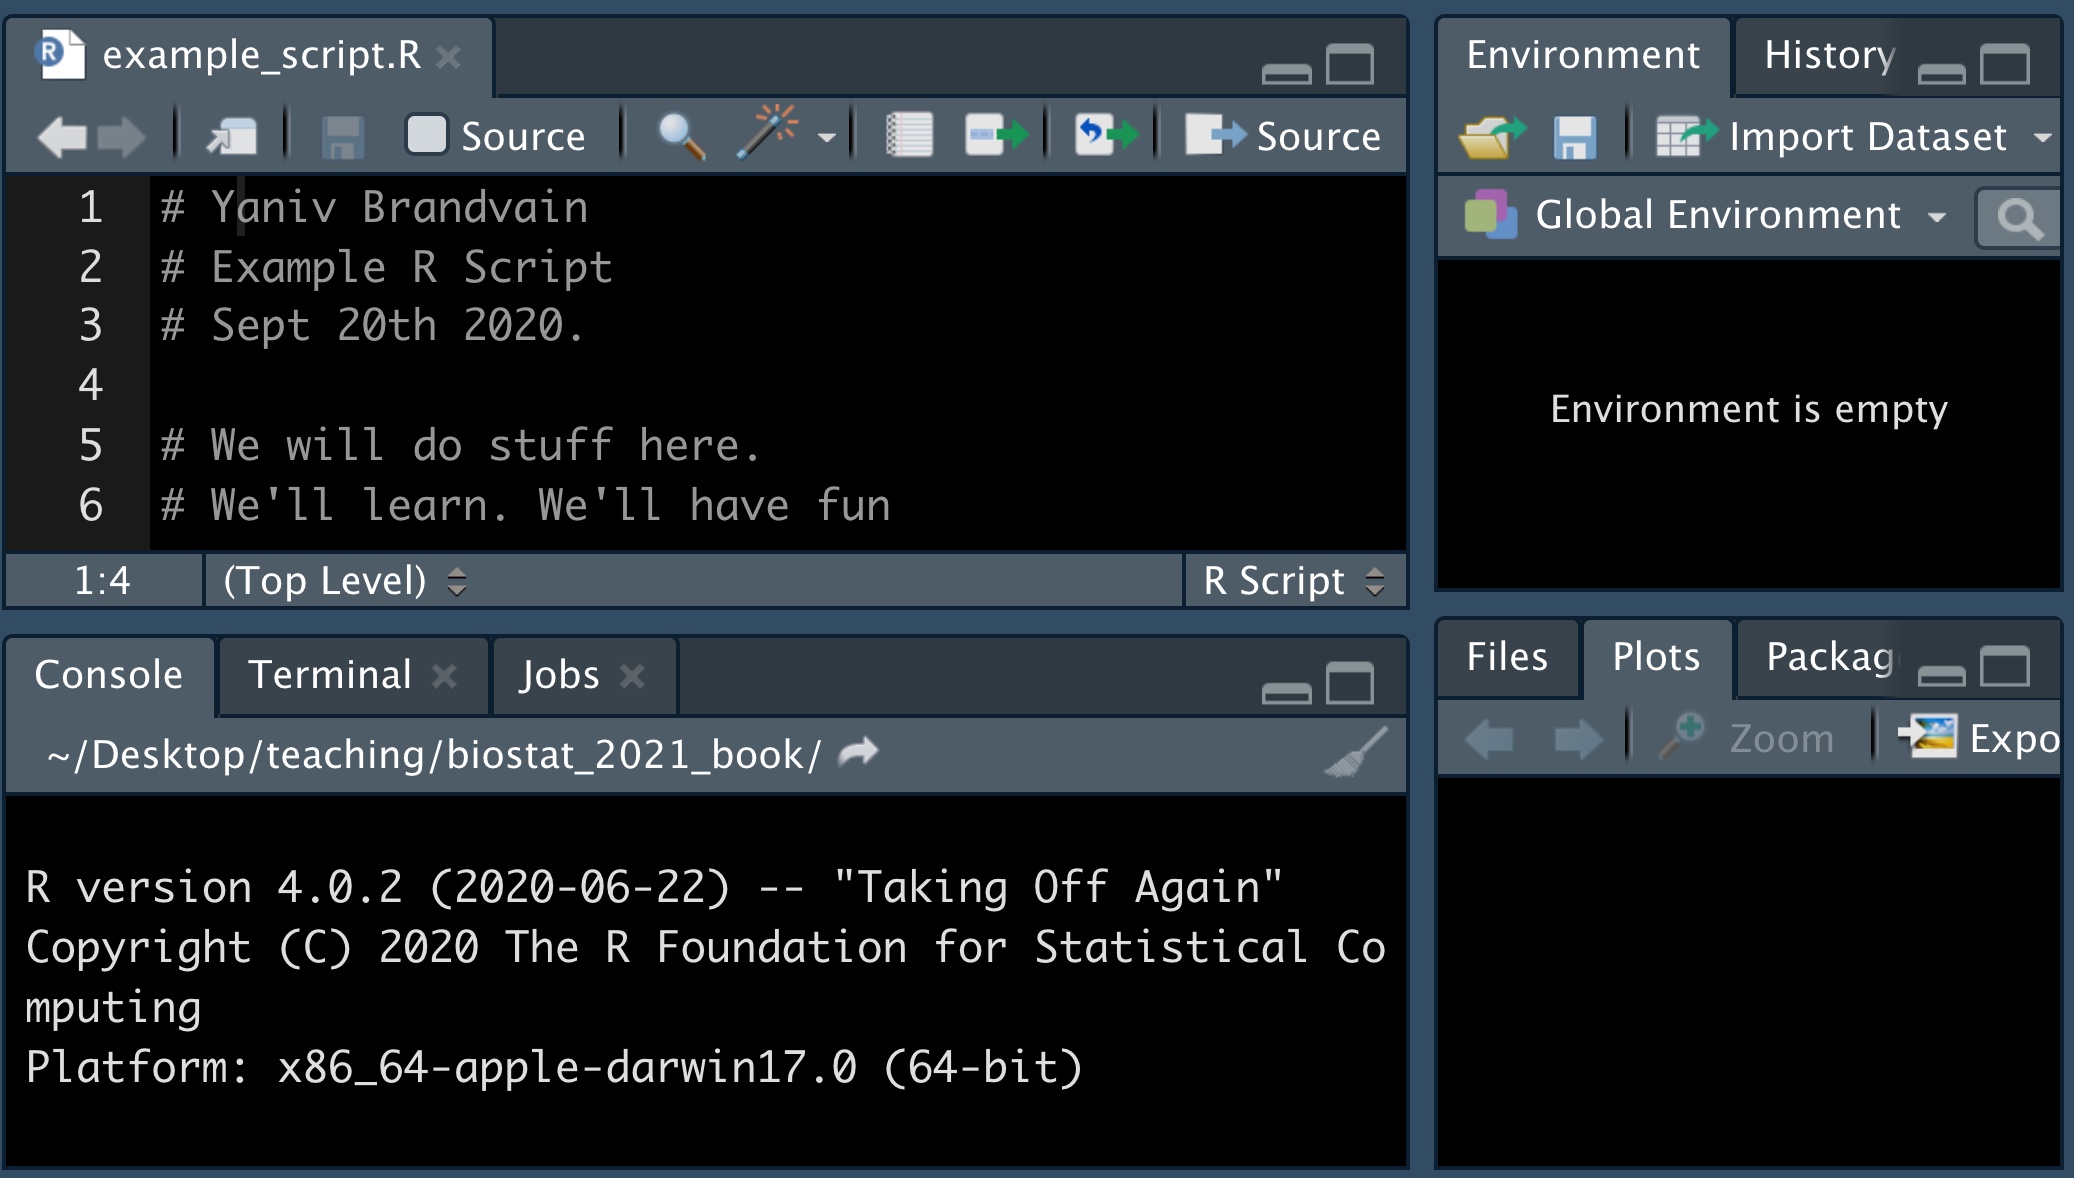 example_script.R
Source
Source
1 # Yaniv Brandvain
2 # Example R Script
3 # Sept 20th 2020.
4
5 # We will do stuff here.
6 # We'll learn. We'll have fun
1:4 (Top Level) R Script
Console Terminal Jobs
~/Desktop/teaching/biostat_2021_book/
R version 4.0.2 (2020-06-22) -- "Taking Off Again"
Copyright (C) 2020 The R Foundation for Statistical Co
mputing
Platform: x86_64-apple-darwin17.0 (64-bit)
Environment History
Import Dataset
Global Environment
Environment is empty
Files Plots Packag
Zoom Expo